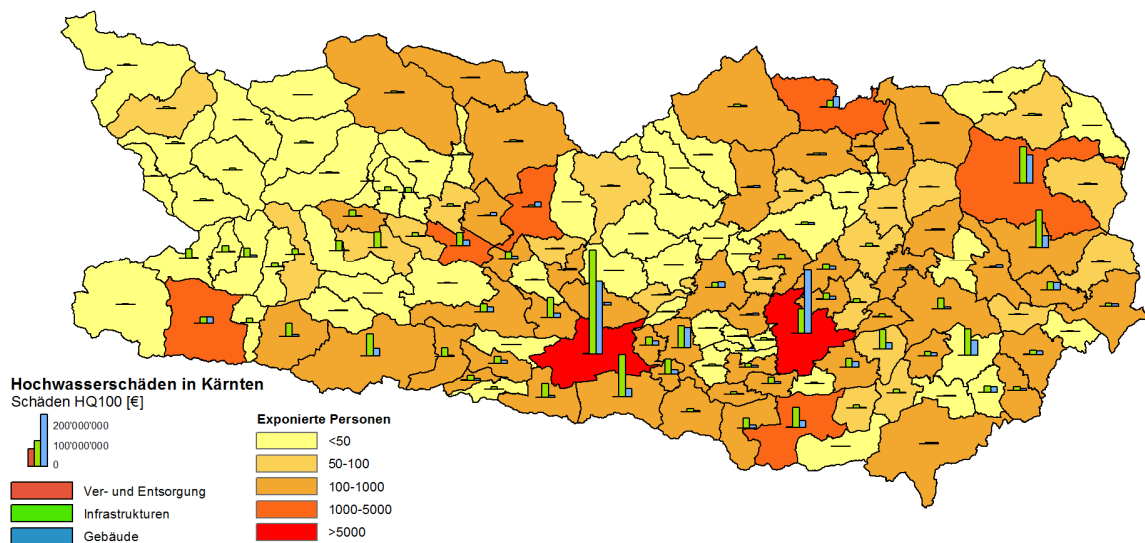 Hochwasserschäden in Kärnten
Schäden HQ100 [€]
200'000'000
100'000'000
0
Ver- und Entsorgung
Infrastrukturen
Gebäude
Exponierte Personen
<50
50-100
100-1000
1000-5000
>5000